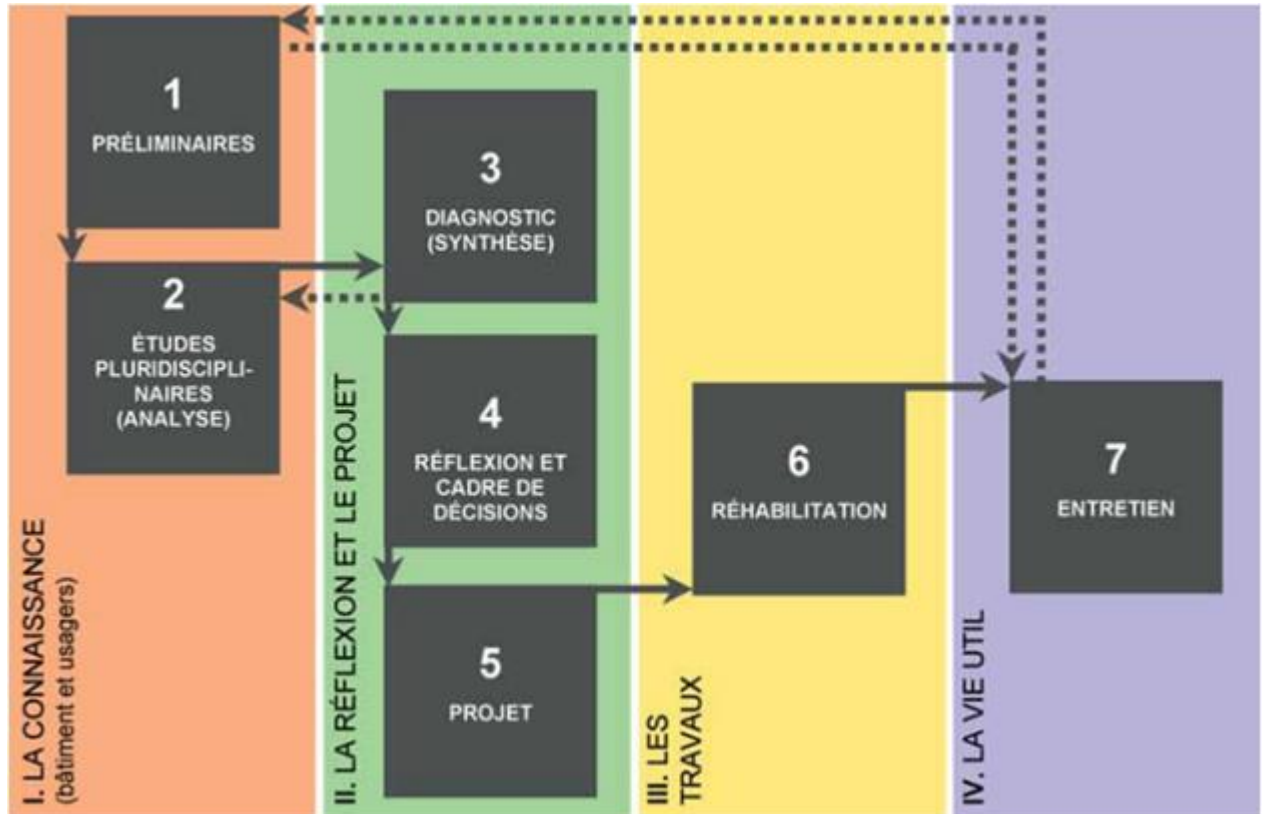 1
PRÉLIMINAIRES
2
ÉTUDES
PLURIDISCIPLI-
NAIRES
(ANALYSE)
I. LA CONNAISSANCE
(bâtiment et usagers)
3
DIAGNOSTIC
(SYNTHÈSE)
4
RÉFLEXION ET
CADRE DE
DÉCISIONS
5
PROJET
II. LA RÉFLEXION ET LE PROJET
6
RÉHABILITATION
III. LES
TRAVAUX
7
ENTRETIEN
IV. LA VIE UTIL